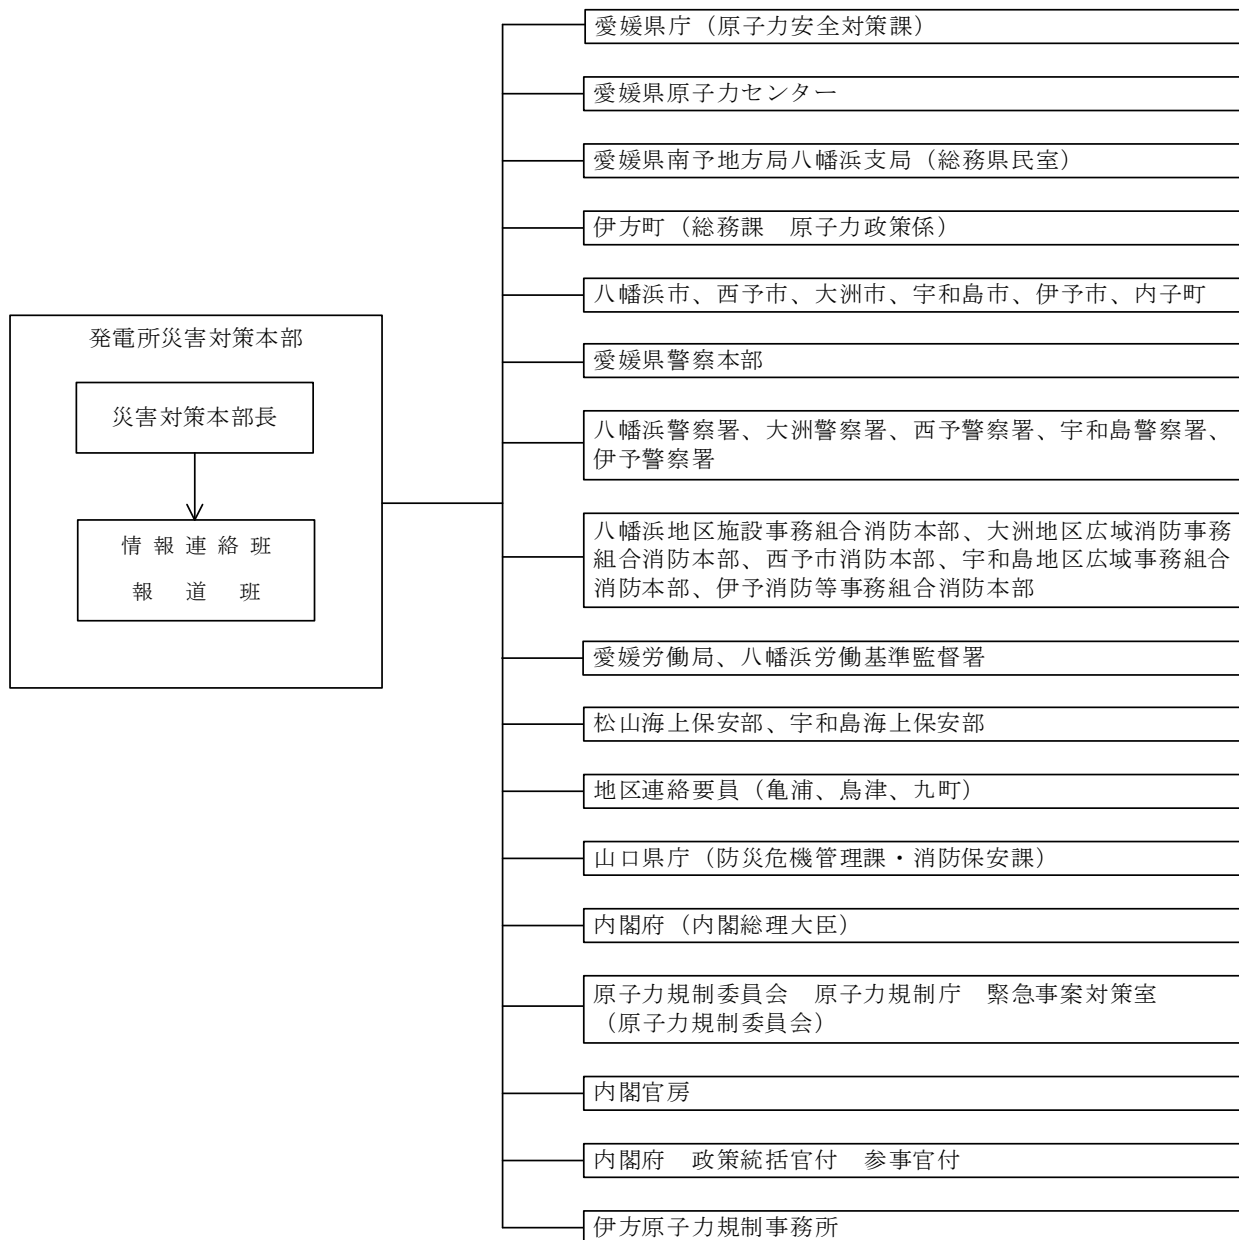 発電所災害対策本部
災害対策本部長
情報連絡班
報道班
愛媛県庁（原子力安全対策課）
愛媛県原子力センター
愛媛県南予地方局八幡浜支局（総務県民室）
伊方町（総務課　原子力政策係）
八幡浜市、西予市、大洲市、宇和島市、伊予市、内子町
愛媛県警察本部
八幡浜警察署、大洲警察署、西予警察署、宇和島警察署、
伊予警察署
八幡浜地区施設事務組合消防本部、大洲地区広域消防事務
組合消防本部、西予市消防本部、宇和島地区広域事務組合
消防本部、伊予消防等事務組合消防本部
愛媛労働局、八幡浜労働基準監督署
松山海上保安部、宇和島海上保安部
地区連絡要員（亀浦、鳥津、九町）
山口県庁（防災危機管理課・消防保安課）
内閣府（内閣総理大臣）
原子力規制委員会　原子力規制庁　緊急事案対策室
（原子力規制委員会）
内閣官房
内閣府　政策統括官付　参事官付
伊方原子力規制事務所